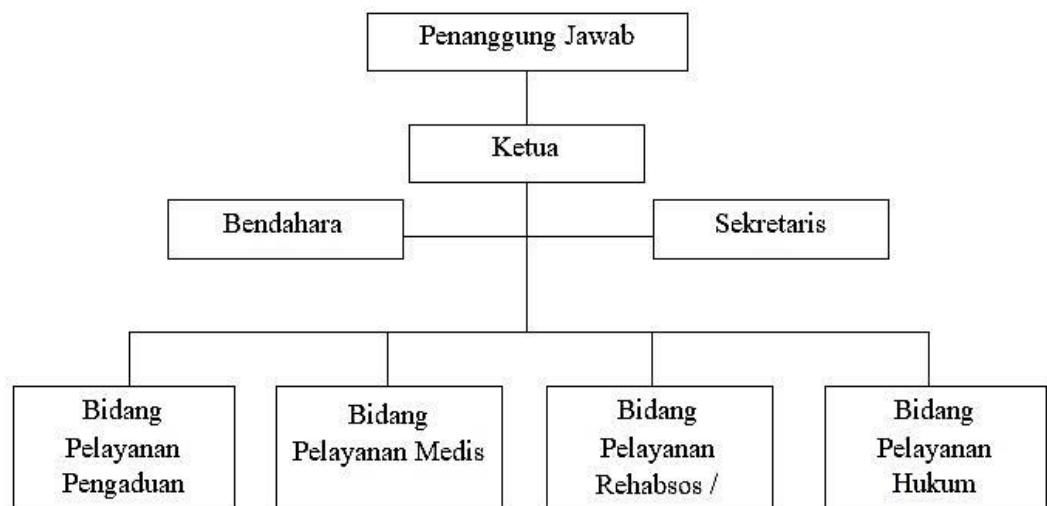 Penanggung Jawab
Ketua
Bendahara
Sekretaris
Bidang
Pelayanan
Pengaduan
Bidang
Pelayanan Medis
Bidang
Pelayanan
Rehabsos /
Bidang
Pelayanan
Hukum